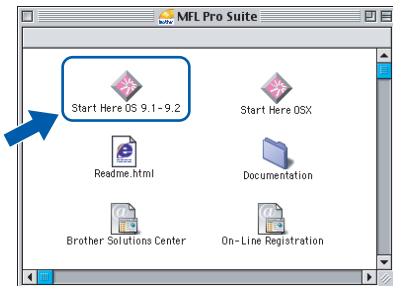 MFL Pro Suite
Start Here OS 9.1-9.2
Start Here OSX
Readme.html
Documentation
Brother Solutions Center
On-Line Registration